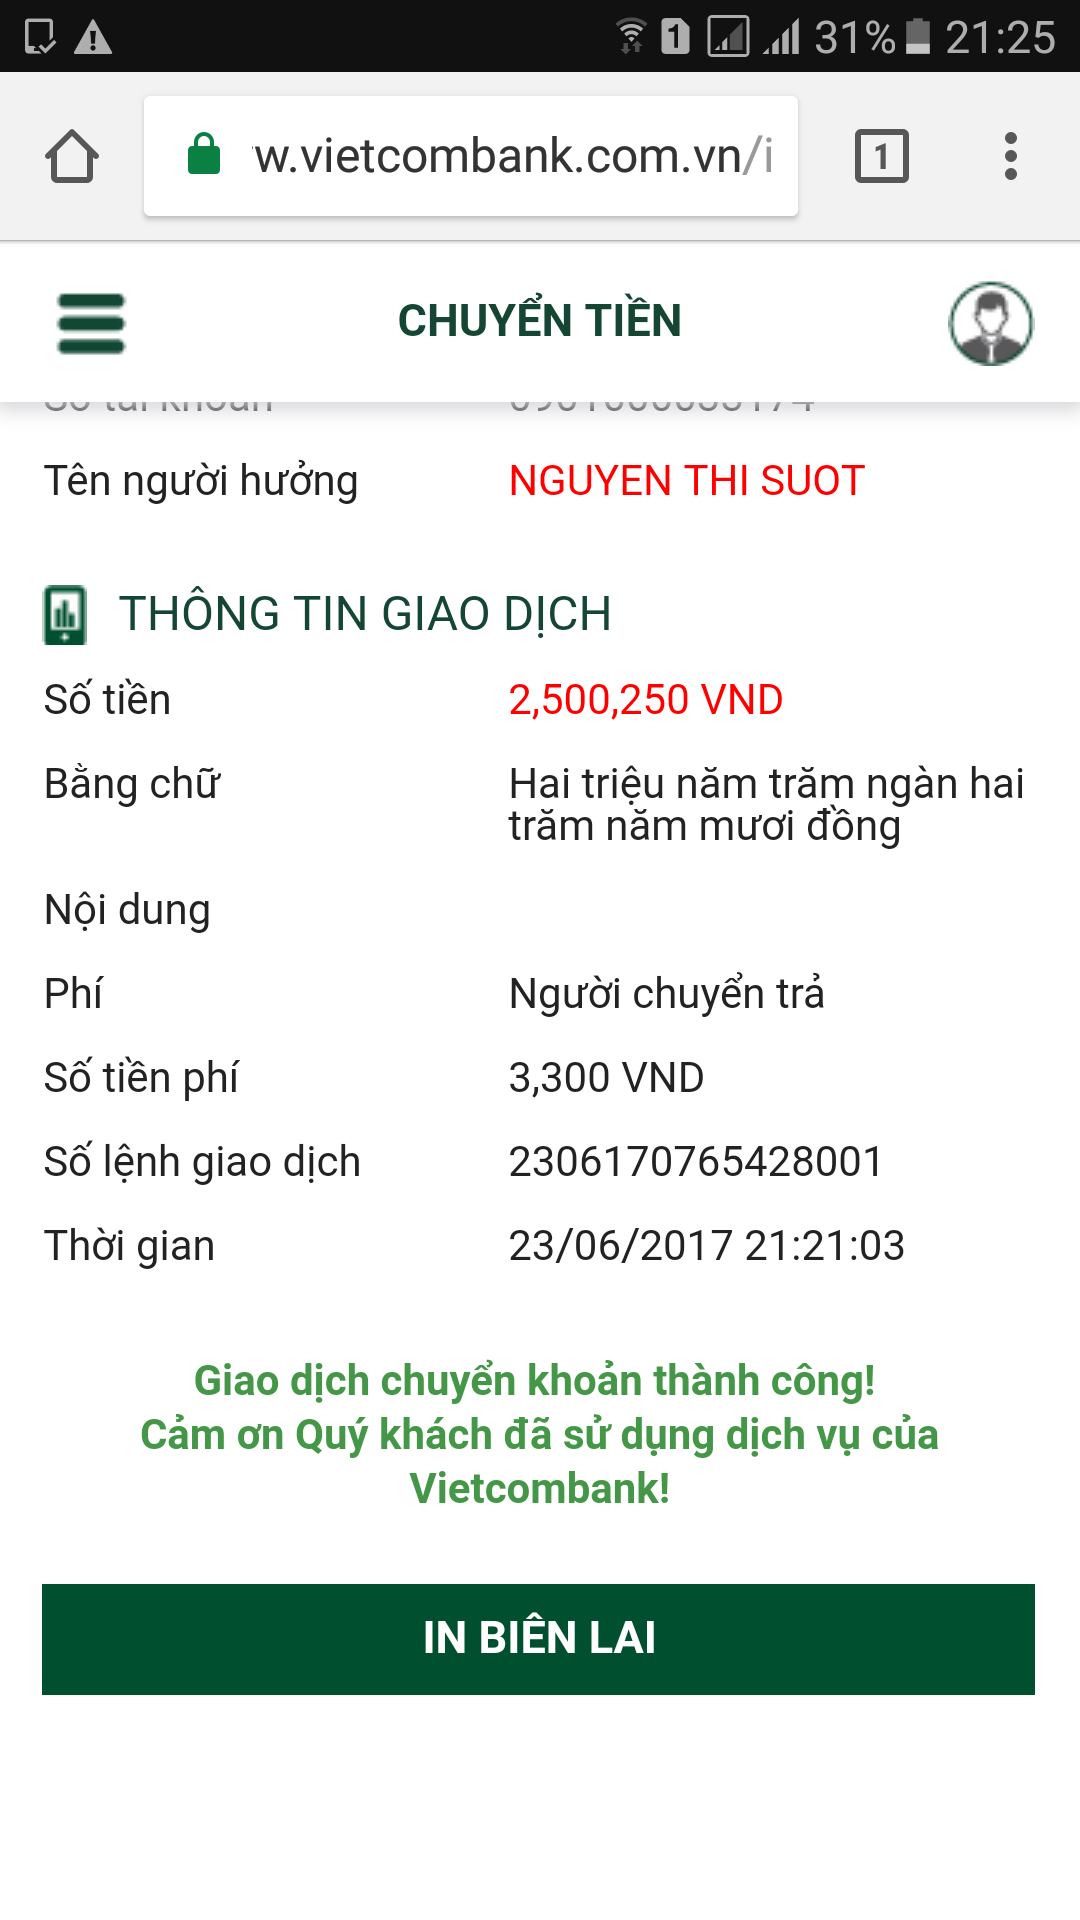 31% 21:25
w.vietcombank.com.vn/i
1
CHUYỂN TIỀN
Số tài khoản
Tên người hưởng NGUYEN THI SUOT
THÔNG TIN GIAO DỊCH
Số tiền 2,500,250 VND
Bằng chữ Hai triệu năm trăm ngàn hai
trăm năm mươi đồng
Nội dung
Phí Người chuyển trả
Số tiền phí 3,300 VND
Số lệnh giao dịch 2306170765428001
Thời gian 23/06/2017 21:21:03
Giao dịch chuyển khoản thành công!
Cảm ơn Quý khách đã sử dụng dịch vụ của
Vietcombank!
IN BIÊN LAI